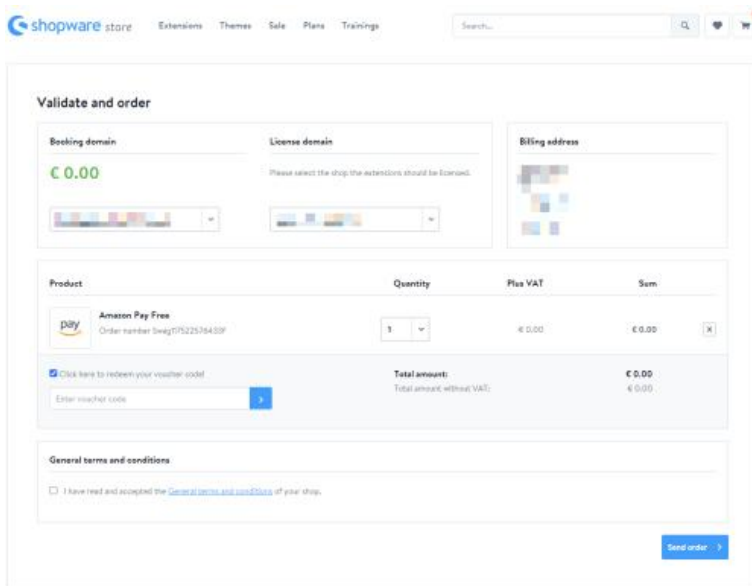 shopware store
Extensions Themes Sale Plans Trainings
Search...
Validate and order
Booking domain
License domain
Billing address
€ 0.00
Please select the shop the extensions should be licensed.
Product Quantity Plus VAT Sum
pay
Amazon Pay Free
1 € 0.00 € 0.00 x
Order number
Click here to redeem your voucher code!
Total amount: € 0.00
Enter voucher code
Total amount without VAT: € 0.00
General terms and conditions
I have read and accepted the General terms and conditions of your shop.
Send order